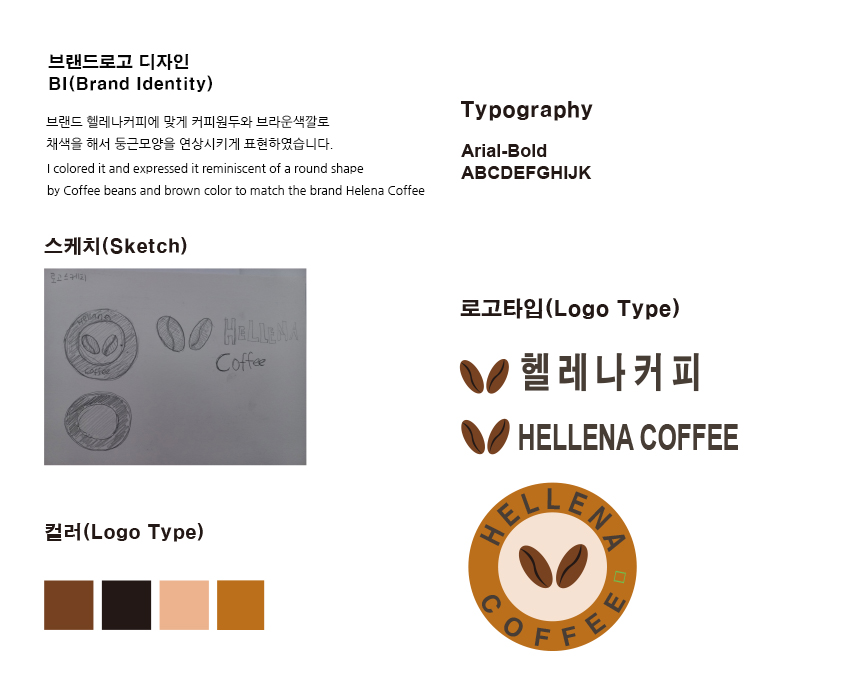 브랜드로고 디자인
BI(Brand Identity)
브랜드 헬레나커피에 맞게 커피원두와 브라운색깔로
채색을 해서 둥근모양을 연상시키게 표현하였습니다.
I colored it and expressed it reminiscent of a round shape
by Coffee beans and brown color to match the brand Helena Coffee
Typography
Arial-Bold
ABCDEFGHIJK
스케치(Sketch)
로고스케치
Hellena
Coffee
HELLENA
Coffee
컬러(Logo Type)
로고타입(Logo Type)
헬레나커피
HELLENA COFFEE
HELLENA
COFFEE